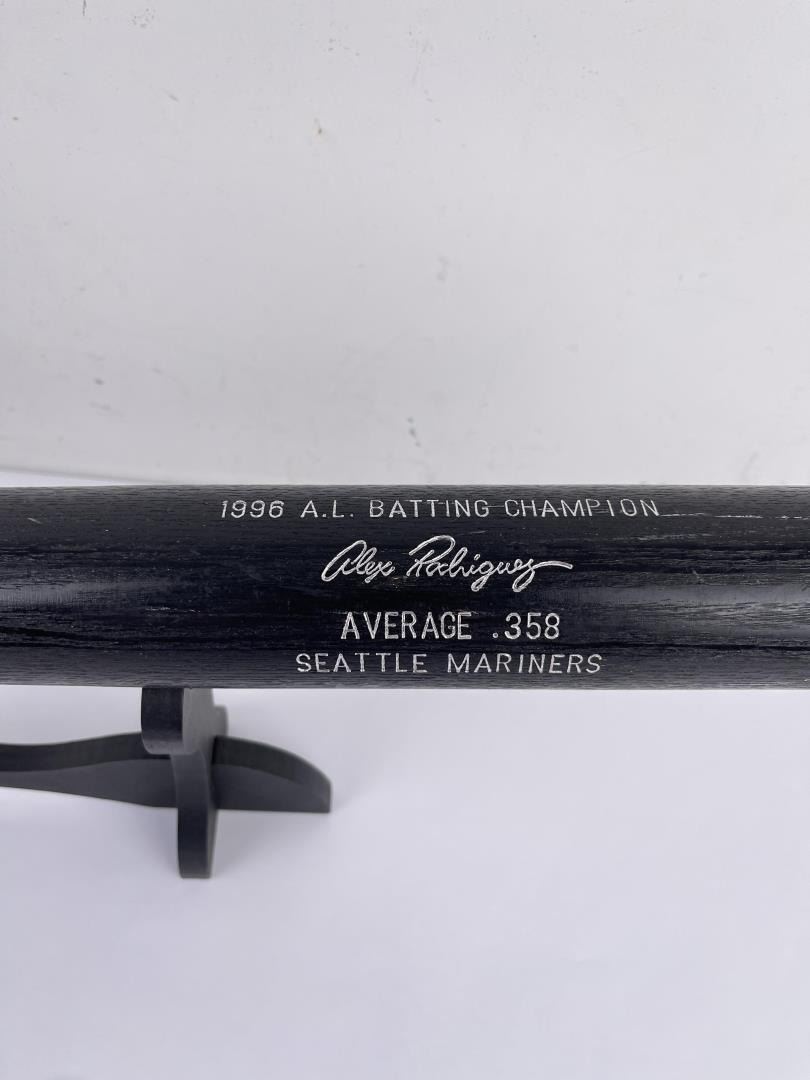 1996 A.L. BATTING CHAMPION
Alex Rodriguez
AVERAGE .358
SEATTLE MARINERS